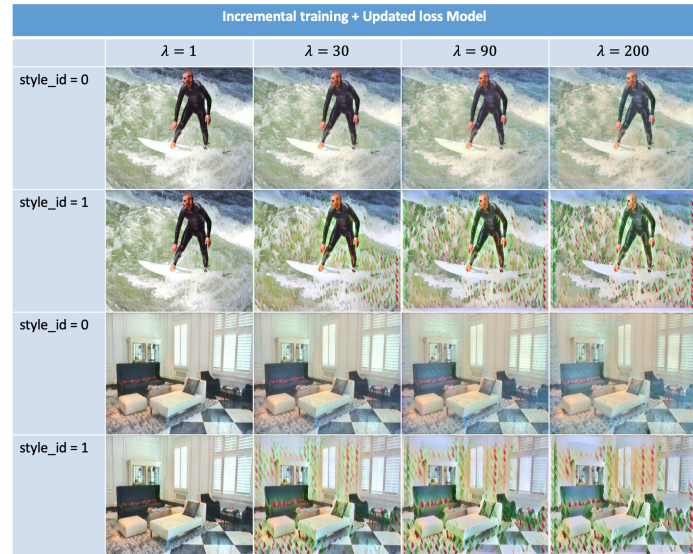 Incremental training + Updated loss Model
λ = 1 λ = 30 λ = 90 λ = 200
style_id = 0
style_id = 1
style_id = 0
style_id = 1